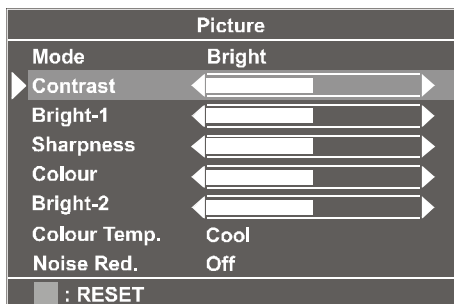 Picture
Mode Bright
Contrast
Bright-1
Sharpness
Colour
Bright-2
Colour Temp. Cool
Noise Red. Off
: RESET